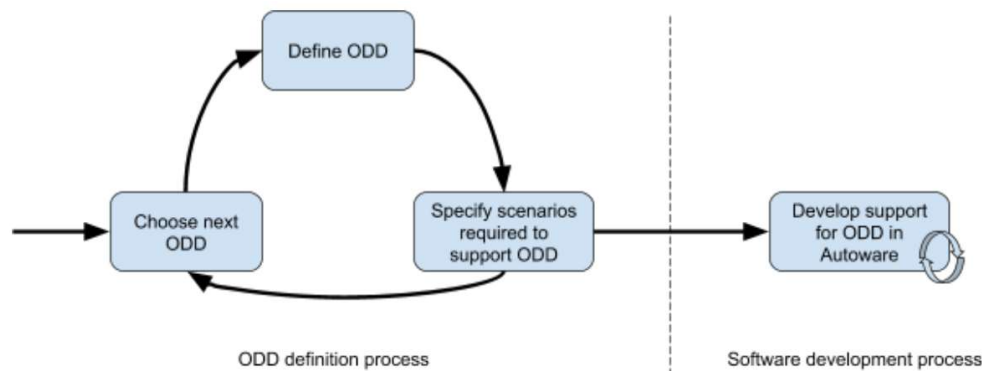 Define ODD
Choose next
ODD
Specify scenarios
required to
support ODD
Develop support
for ODD in
Autoware
ODD definition process
Software development process